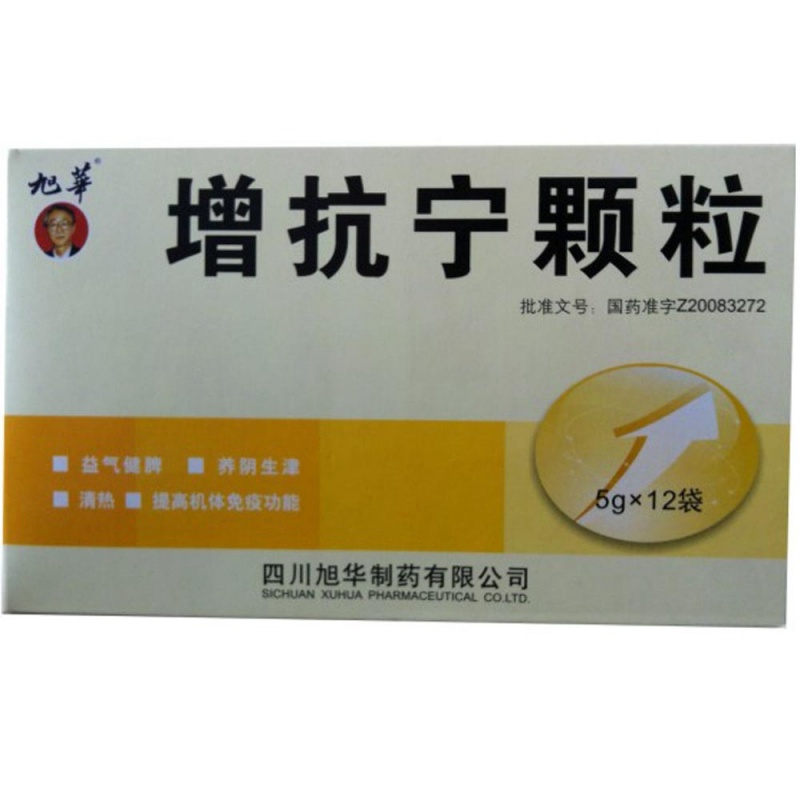 旭華®
增抗宁颗粒
批准文号：国药准字Z20083272
■ 益气健脾 ■ 养阴生津
■ 清热 ■ 提高机体免疫功能
5g×12袋
四川旭华制药有限公司
SICHUAN XUHUA PHARMACEUTICAL CO.LTD.